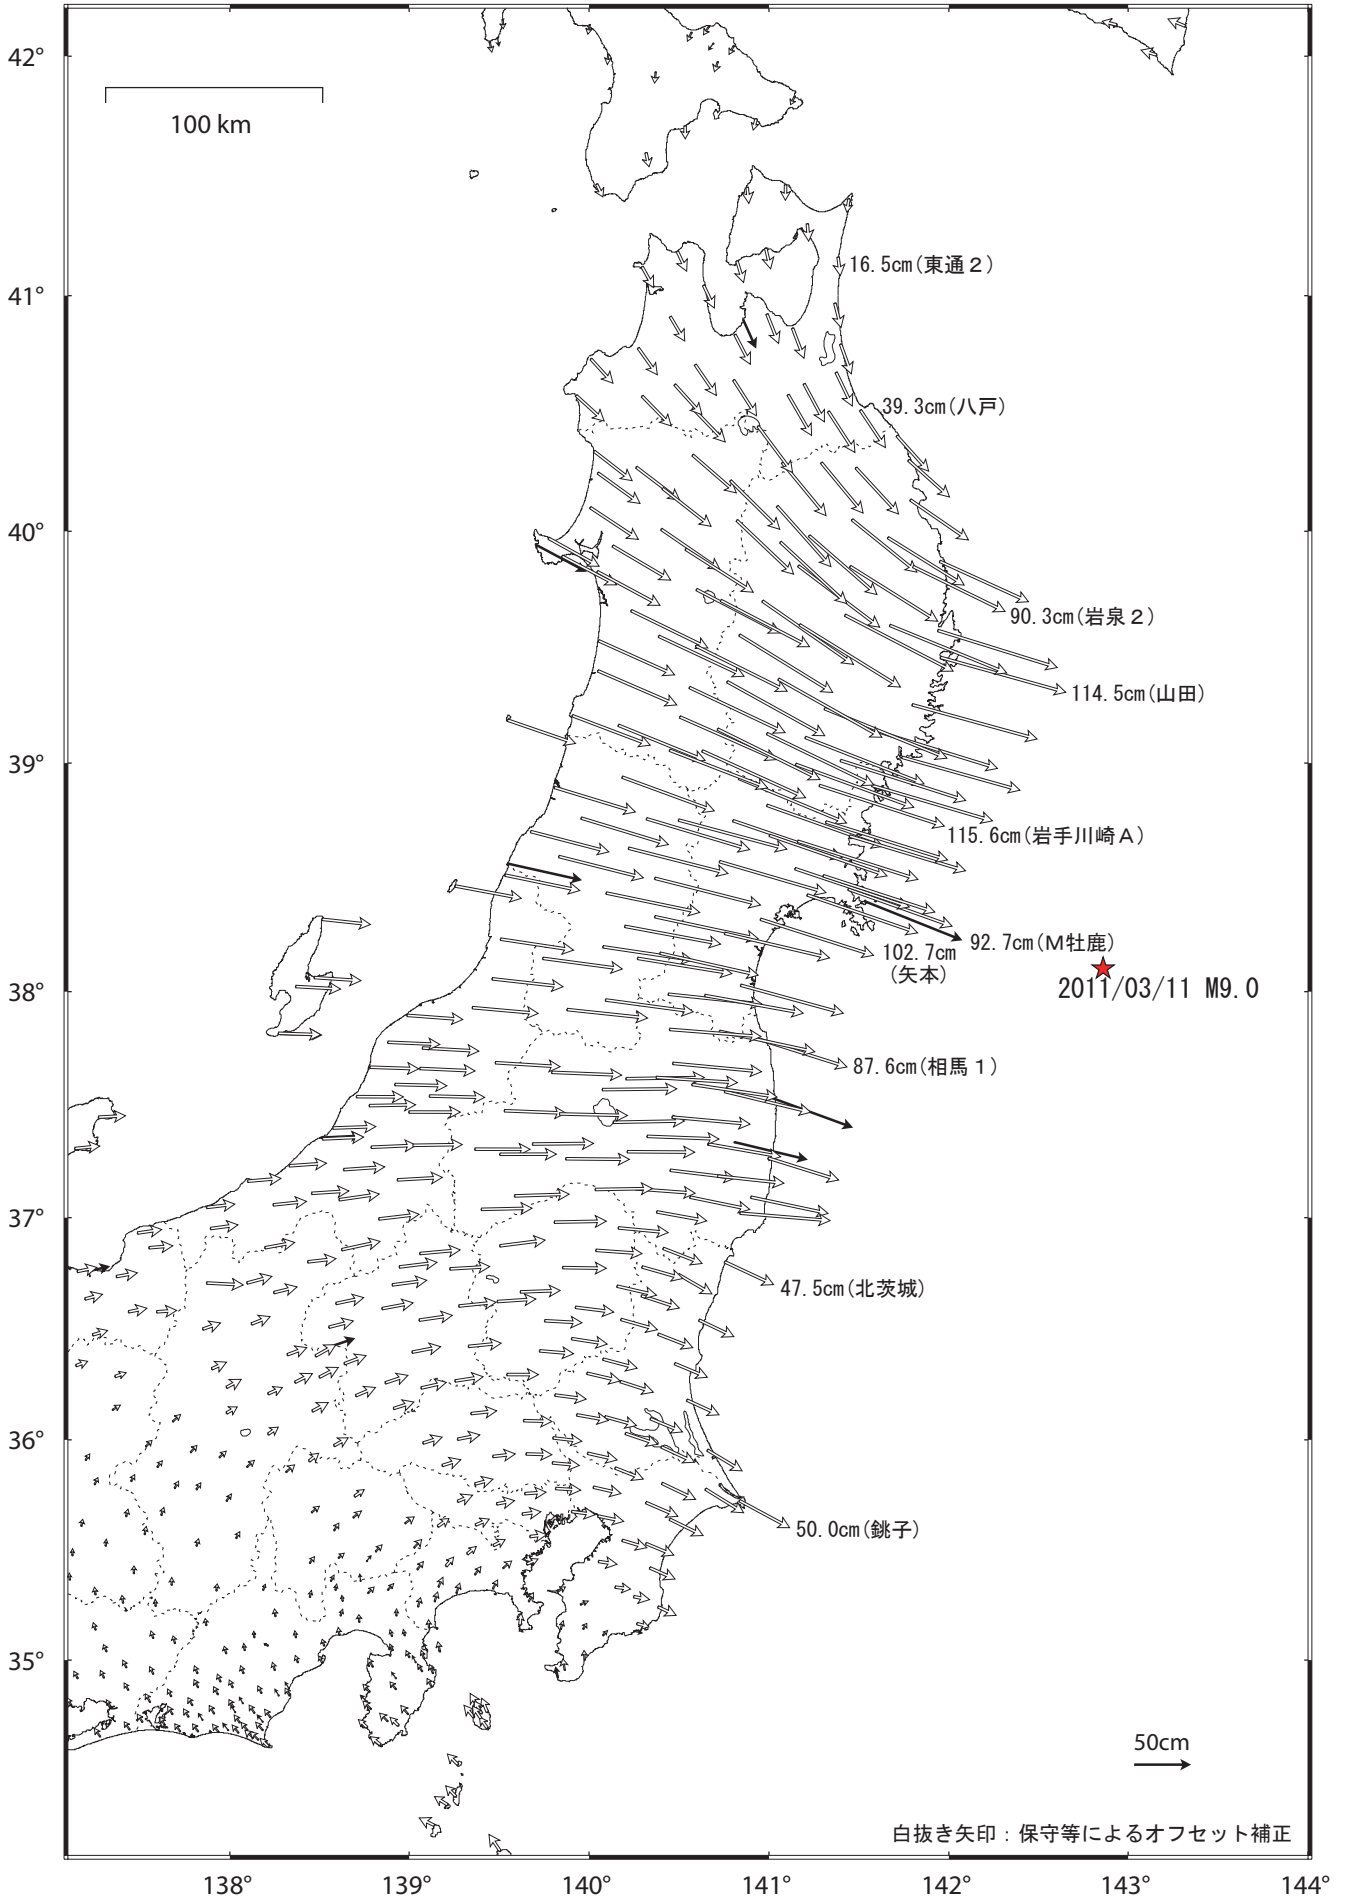 42°
100 km
16.5cm(東通２)
41°
39.3cm(八戸)
40°
90.3cm(岩泉２)
114.5cm(山田)
39°
115.6cm(岩手川崎Ａ)
92.7cm(Ｍ牡鹿)
102.7cm
(矢本)
38°
2011/03/11 M9.0
87.6cm(相馬１)
37°
47.5cm(北茨城)
36°
50.0cm(銚子)
35°
50cm
白抜き矢印：保守等によるオフセット補正
138° 139° 140° 141° 142° 143° 144°